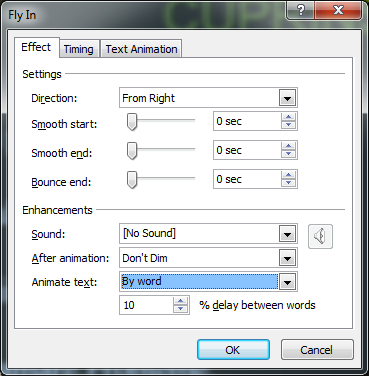 Fly In
Effect Timing Text Animation
Settings
Direction: From Right
Smooth start: 0 sec
Smooth end: 0 sec
Bounce end: 0 sec
Enhancements
Sound: [No Sound]
After animation: Don't Dim
Animate text: By word
10 % delay between words
OK Cancel